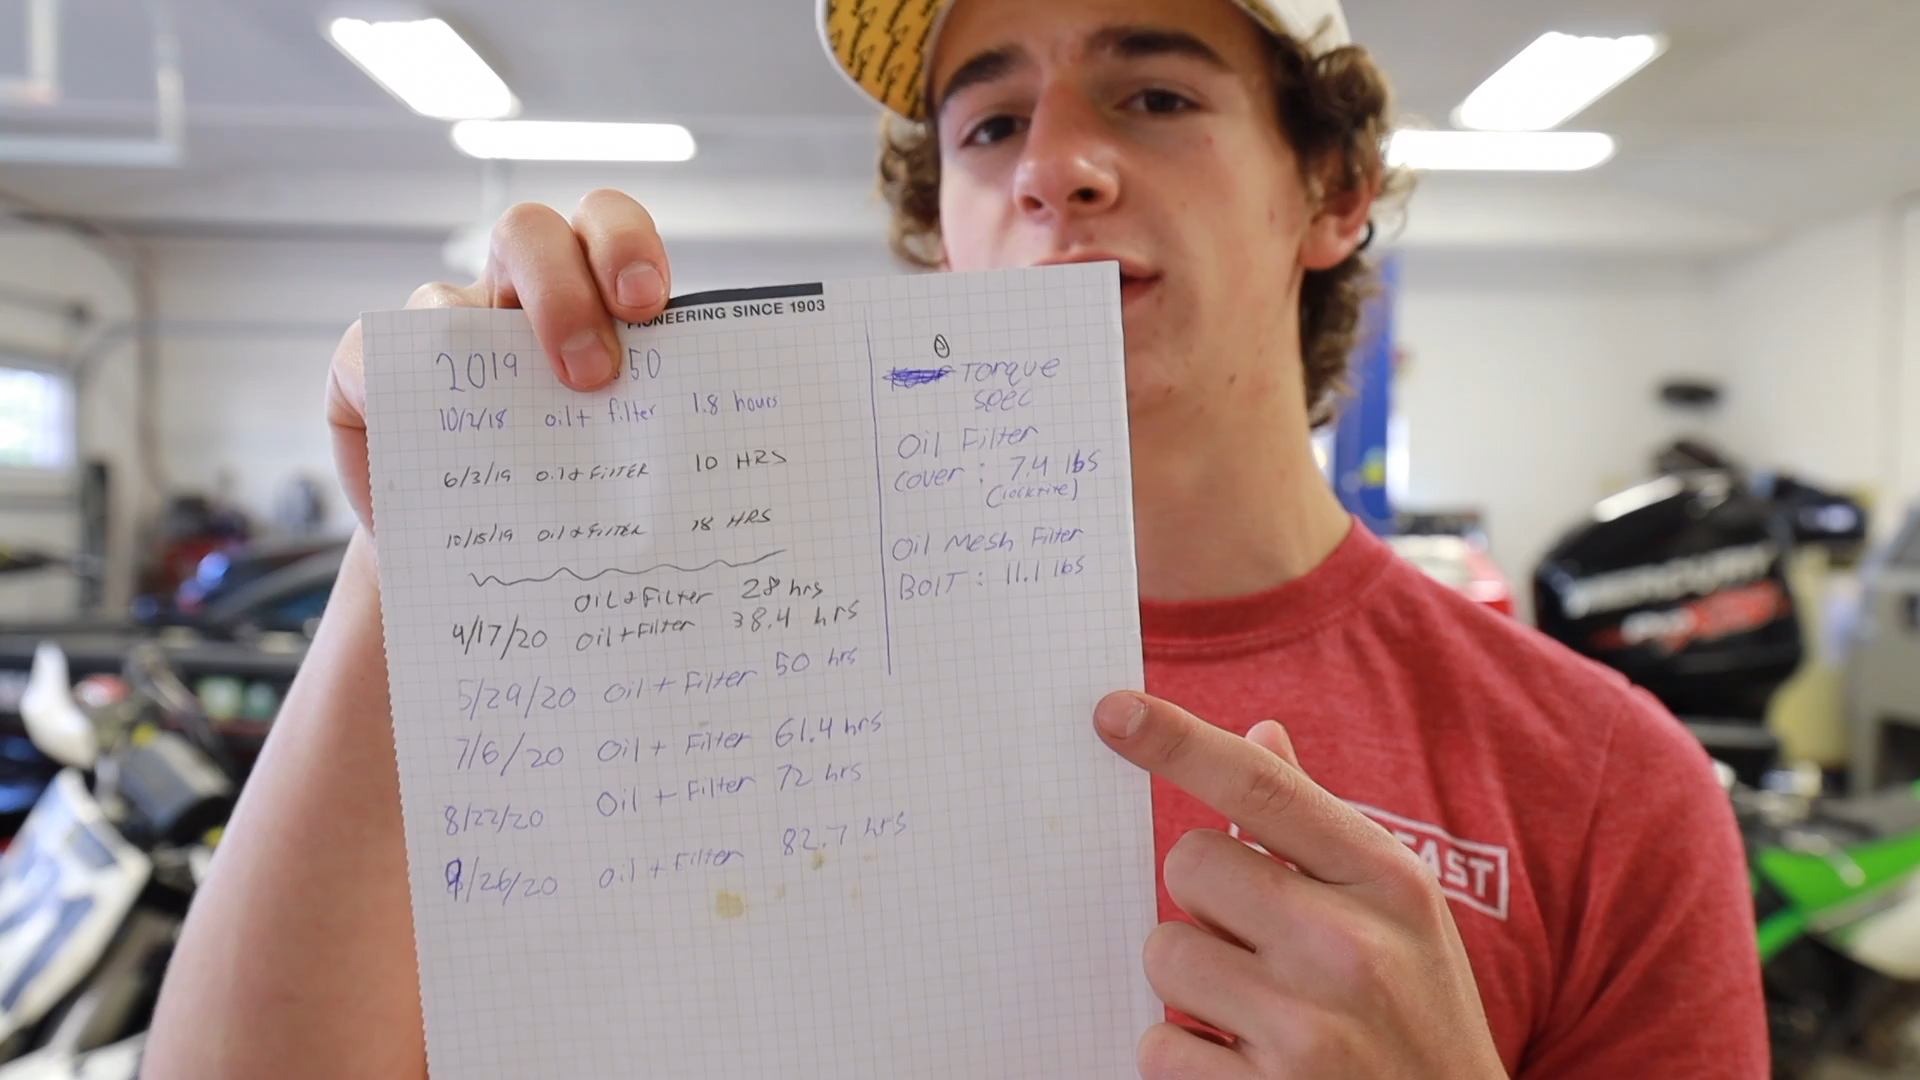 PIONEERING SINCE 1903
2019 350
10/2/18 oil + filter 1.8 hours
6/3/19 oil & FilTER 10 HRS
10/15/19 oil & FilTER 18 HRS
Oil & Filter 28 hrs
4/17/20 Oil + Filter 38.4 hrs
5/29/20 Oil + Filter 50 hrs
7/6/20 Oil + Filter 61.4 hrs
8/22/20 Oil + Filter 72 hrs
9/26/20 Oil + Filter 82.7 hrs
Torque
spec
Oil Filter
cover : 7.4 lbs
(locktite)
Oil Mesh Filter
BOlT : 11.1 lbs
MERCURY
FAST